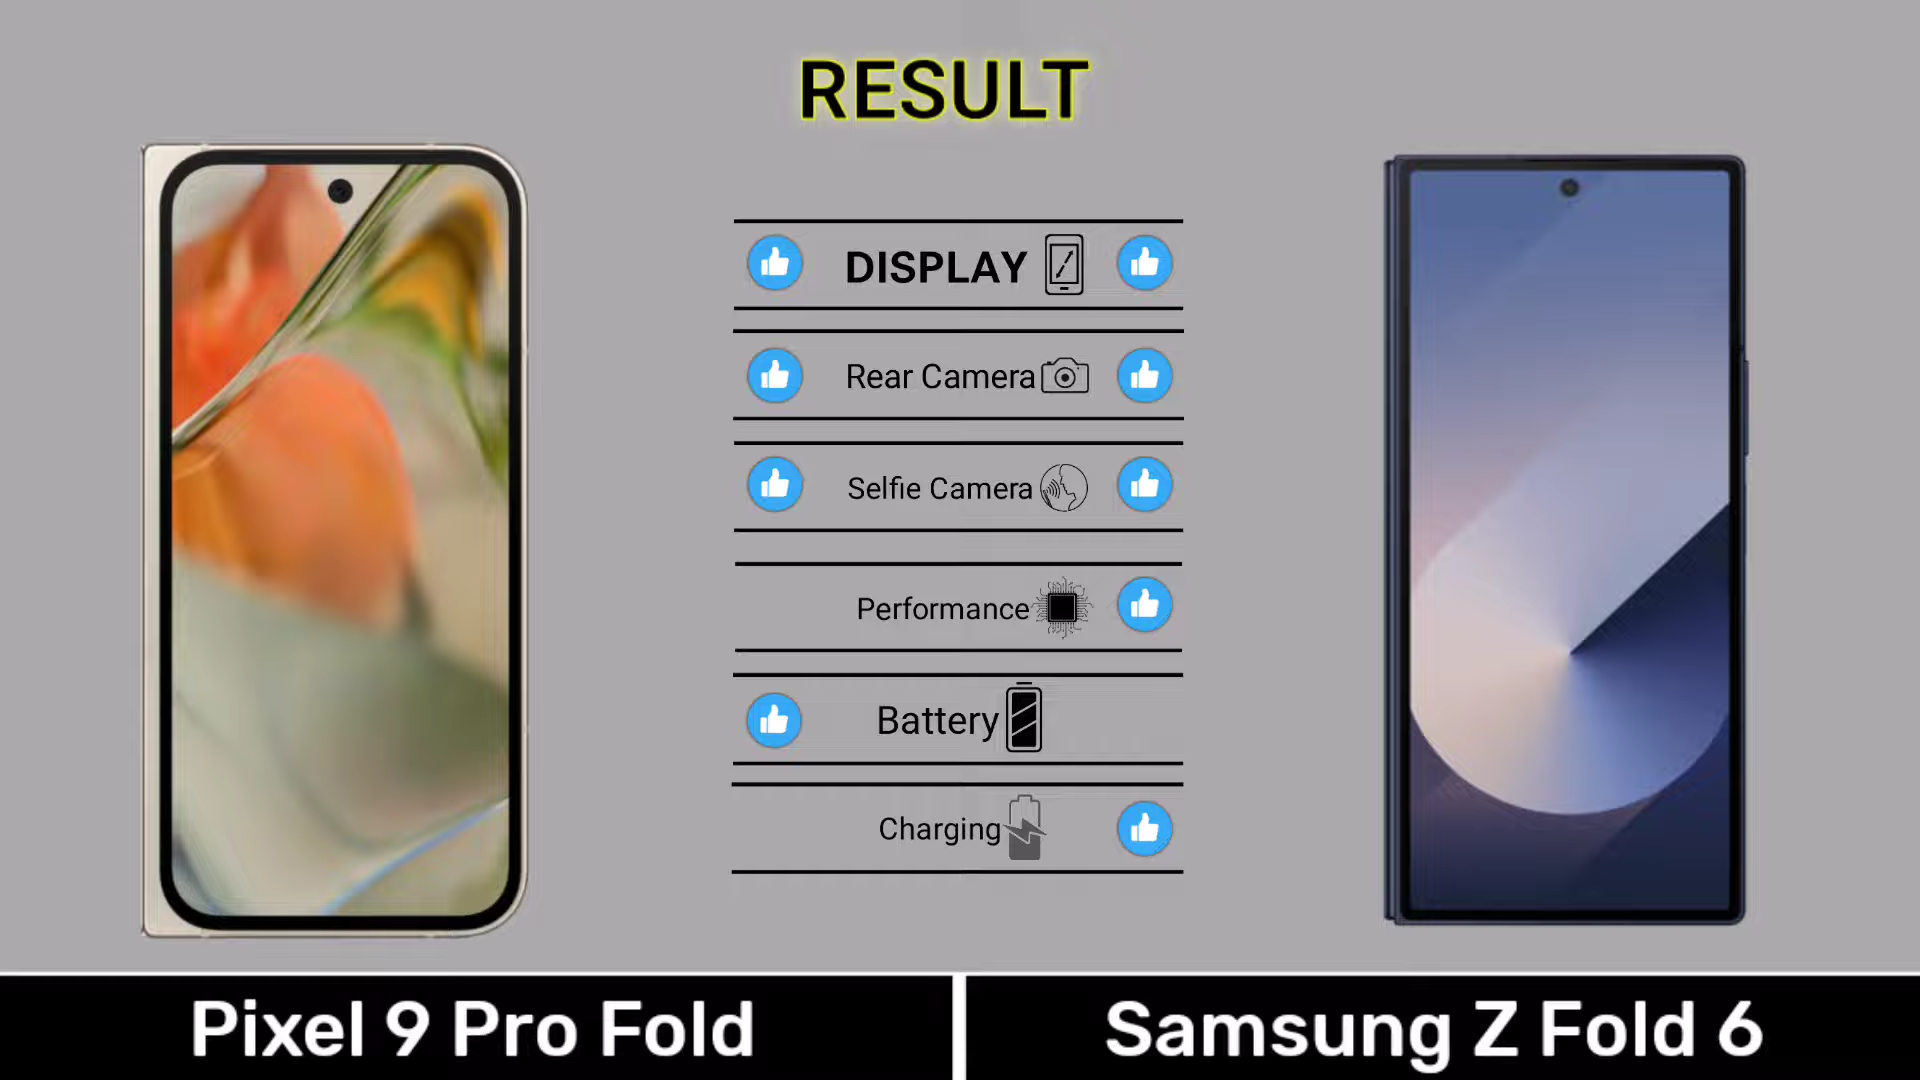 RESULT
DISPLAY
Rear Camera
Selfie Camera
Performance
Battery
Charging
Pixel 9 Pro Fold
Samsung Z Fold 6